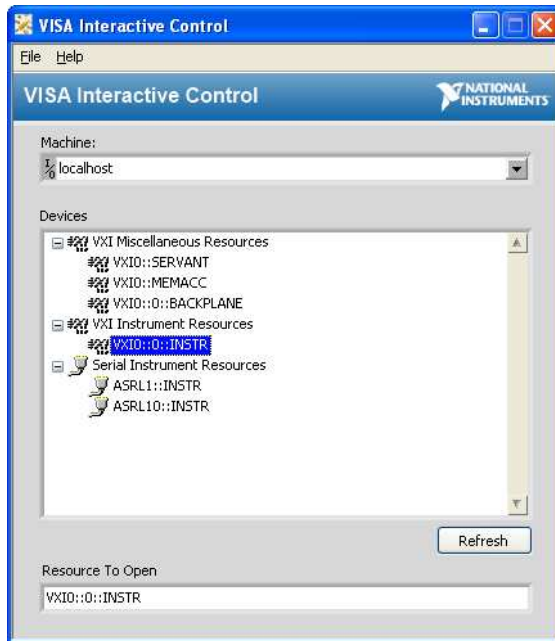 VISA Interactive Control
File Help
VISA Interactive Control
NATIONAL
INSTRUMENTS
Machine:
I/O localhost
Devices
VXI Miscellaneous Resources
VXI0::SERVANT
VXI0::MEMACC
VXI0::0::BACKPLANE
VXI Instrument Resources
VXI0::0::INSTR
Serial Instrument Resources
ASRL1::INSTR
ASRL10::INSTR
Refresh
Resource To Open
VXI0::0::INSTR